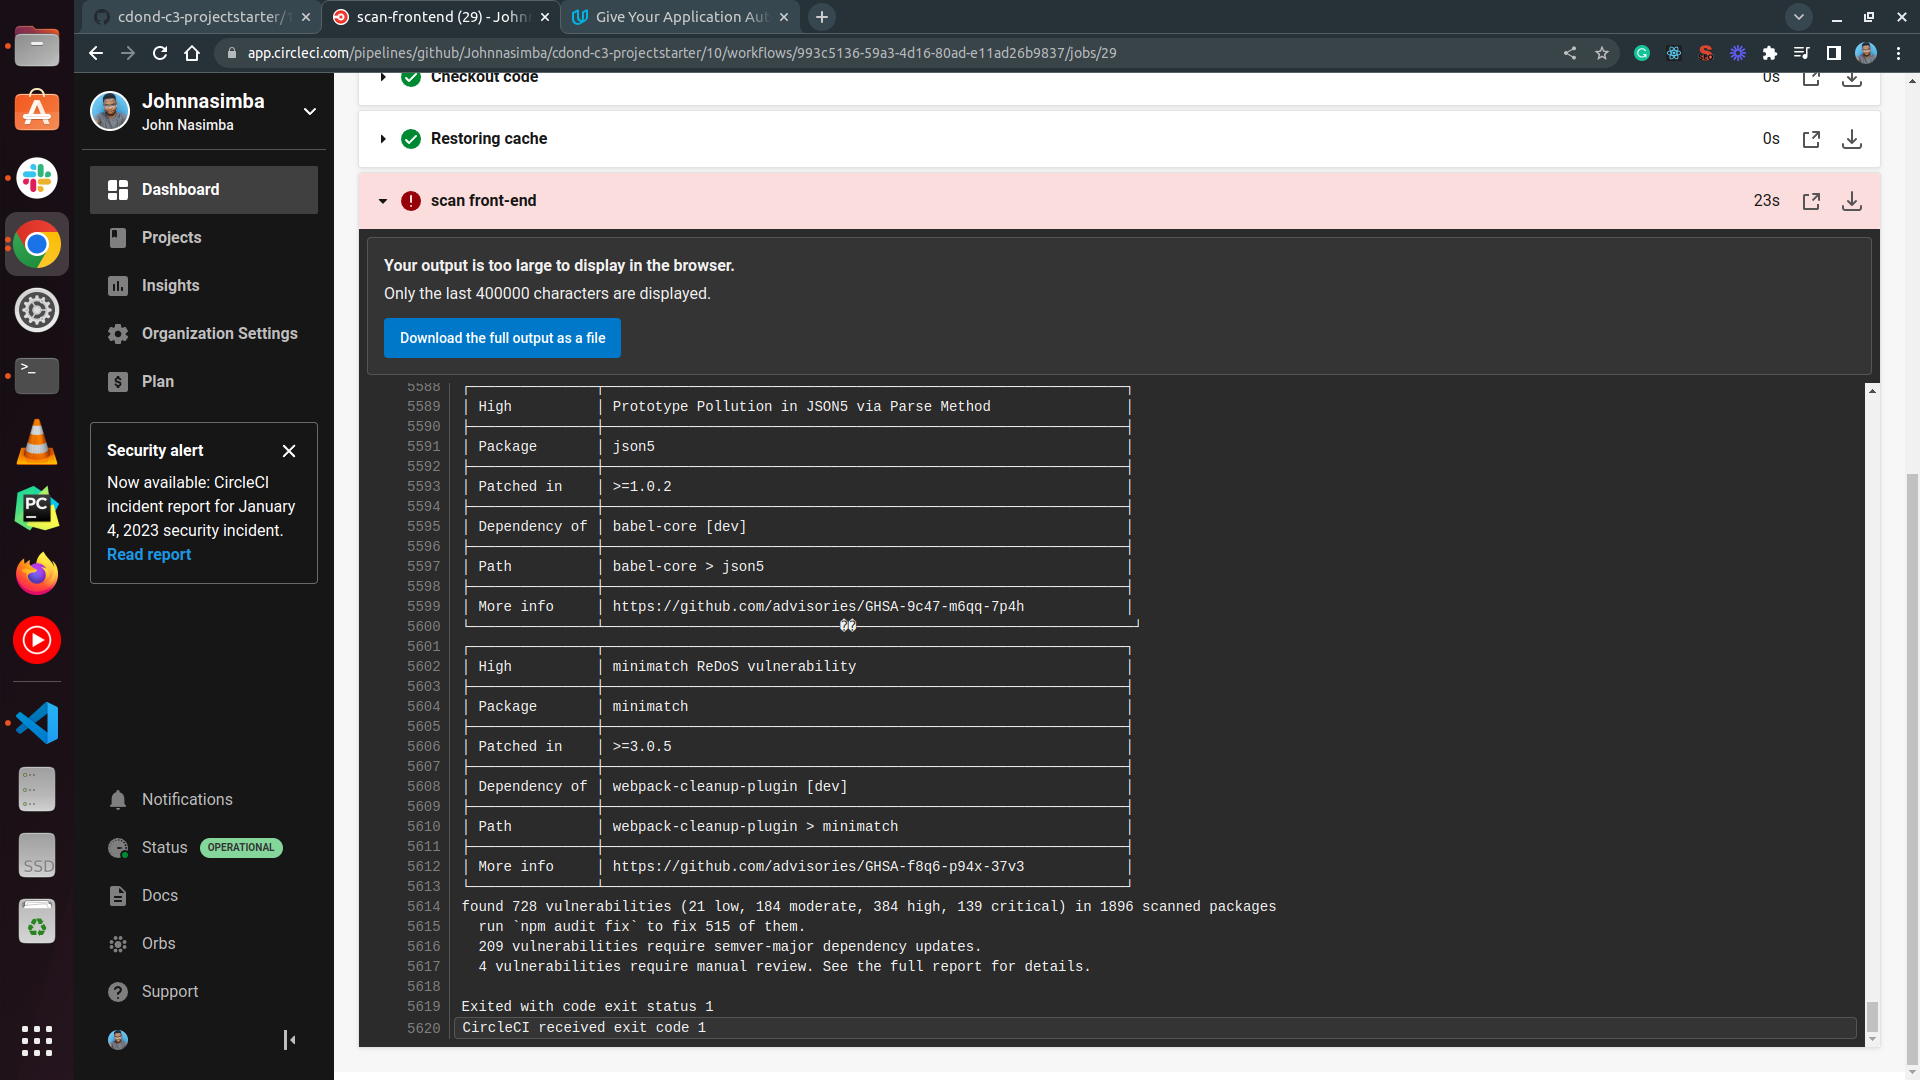 cdond-c3-projectstarter/
scan-frontend (29) - John
Give Your Application Aut
app.circleci.com/pipelines/github/Johnnasimba/cdond-c3-projectstarter/10/workflows/993c5136-59a3-4d16-80ad-e11ad26b9837/jobs/29
Johnnasimba
John Nasimba
Dashboard
Projects
Insights
Organization Settings
Plan
Security alert
Now available: CircleCI
incident report for January
4, 2023 security incident.
Read report
Notifications
Status OPERATIONAL
Docs
Orbs
Support
Checkout code 0s
Restoring cache 0s
scan front-end 23s
Your output is too large to display in the browser.
Only the last 400000 characters are displayed.
Download the full output as a file
5588
5589 High Prototype Pollution in JSON5 via Parse Method
5590
5591 Package json5
5592
5593 Patched in >=1.0.2
5594
5595 Dependency of babel-core [dev]
5596
5597 Path babel-core > json5
5598
5599 More info https://github.com/advisories/GHSA-9c47-m6qq-7p4h
5600 ��
5601
5602 High minimatch ReDoS vulnerability
5603
5604 Package minimatch
5605
5606 Patched in >=3.0.5
5607
5608 Dependency of webpack-cleanup-plugin [dev]
5609
5610 Path webpack-cleanup-plugin > minimatch
5611
5612 More info https://github.com/advisories/GHSA-f8q6-p94x-37v3
5613
5614 found 728 vulnerabilities (21 low, 184 moderate, 384 high, 139 critical) in 1896 scanned packages
5615 run `npm audit fix` to fix 515 of them.
5616 209 vulnerabilities require semver-major dependency updates.
5617 4 vulnerabilities require manual review. See the full report for details.
5618
5619 Exited with code exit status 1
5620 CircleCI received exit code 1
>_
PC
SSD